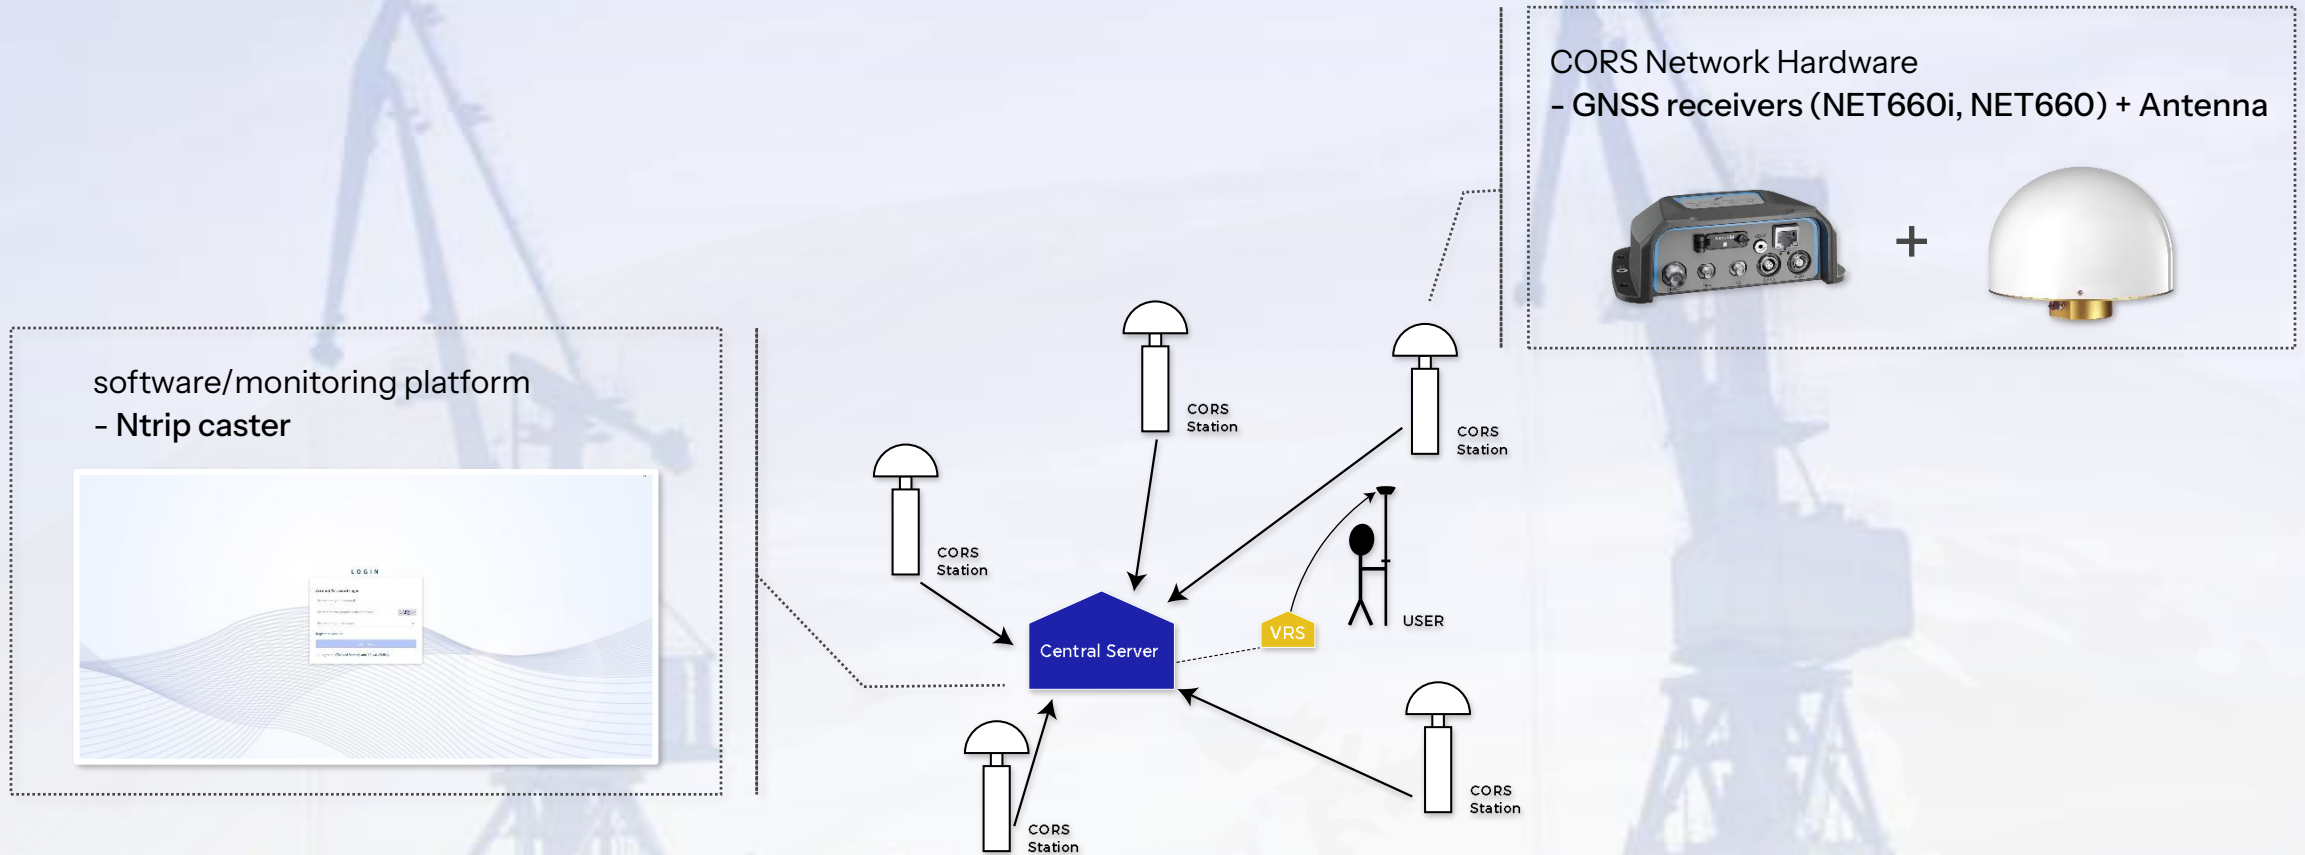 CORS Network Hardware
- GNSS receivers (NET660i, NET660) + Antenna
+
software/monitoring platform
- Ntrip caster
LOGIN
CORS
Station
CORS
Station
CORS
Station
USER
VRS
Central Server
CORS
Station
CORS
Station